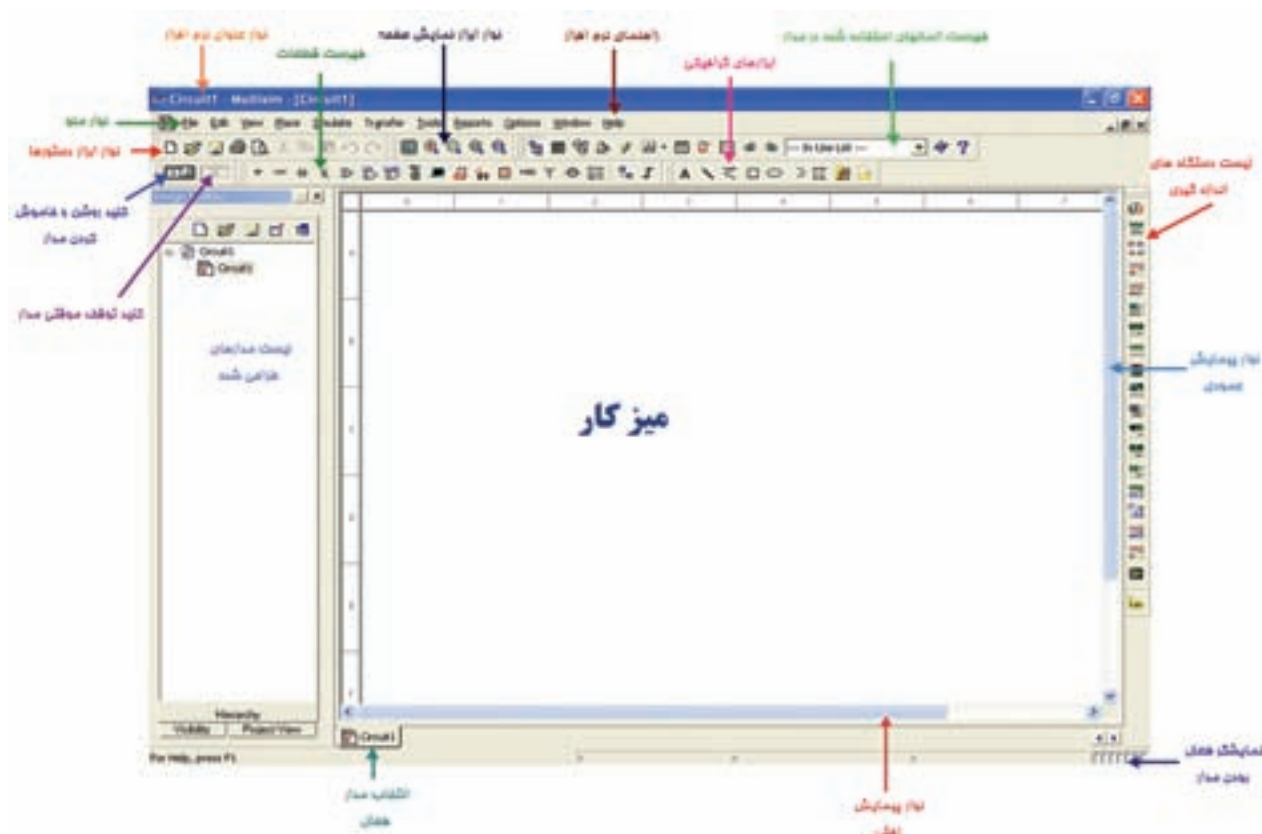 نوار عنوان نرم افزار
فهرست قطعات
نوار ابزار نمایش صفحه
راهنمای نرم افزار
ابزارهای گرافیکی
فهرست المانهای استفاده شده در مدار
Circuit1 - Multisim - [Circuit1]
نوار منو
File Edit View Place Simulate Transfer Tools Reports Options Window Help
نوار ابزار دستورها
--- In Use List ---
لیست دستگاه های
اندازه گیری
کلید روشن و خاموش
کردن مدار
Circuit1
Circuit1
کلید توقف موقتی مدار
لیست مدارهای
طراحی شده
نوار پیمایش
عمودی
میز کار
Hierarchy
Visibility Project View
Circuit1
For Help, press F1
نمایشگر فعال
بودن مدار
انتخاب مدار
فعال
نوار پیمایش
افقی